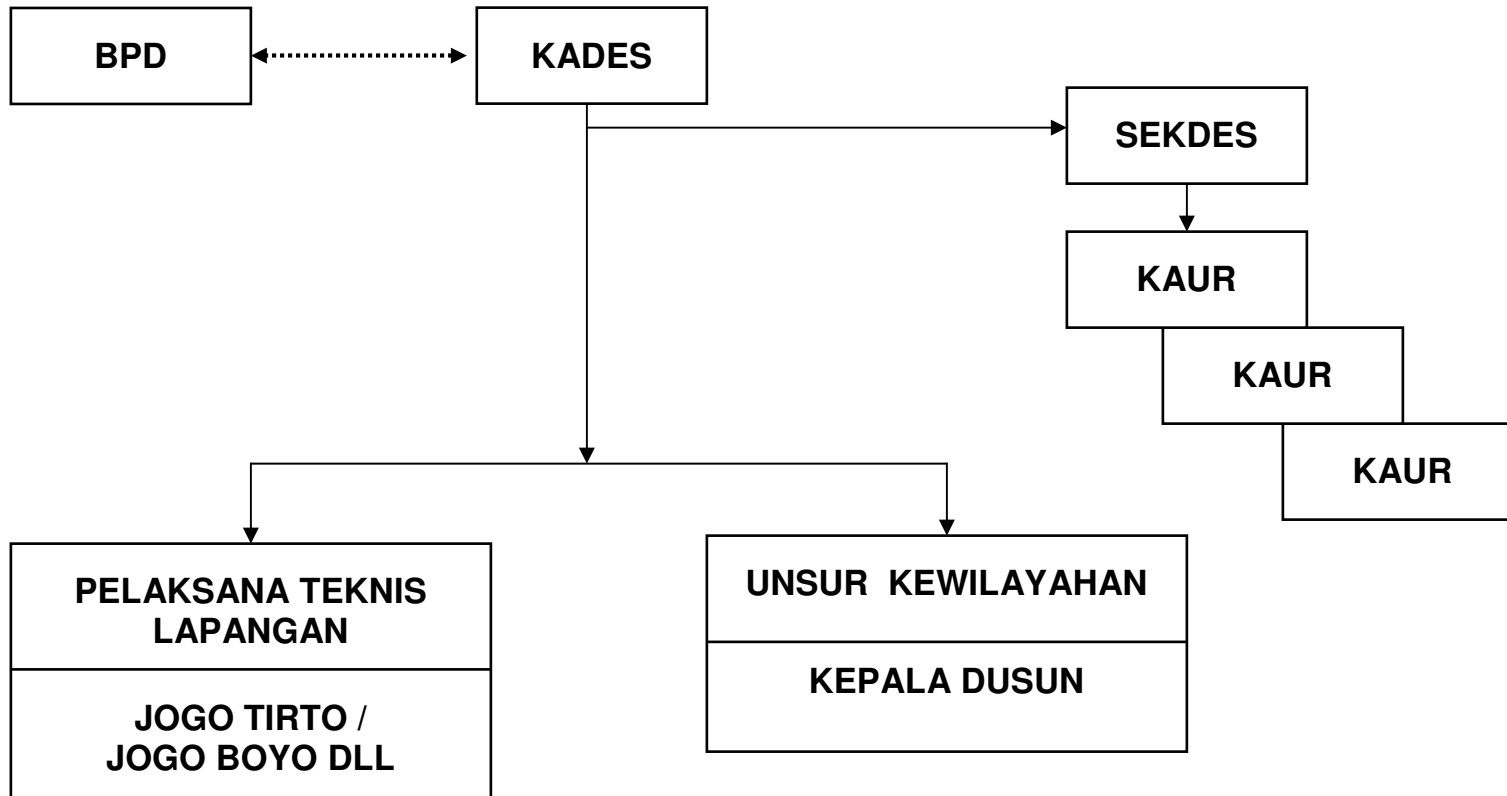 BPD
KADES
SEKDES
KAUR
KAUR
KAUR
PELAKSANA TEKNIS
LAPANGAN
JOGO TIRTO /
JOGO BOYO DLL
UNSUR KEWILAYAHAN
KEPALA DUSUN